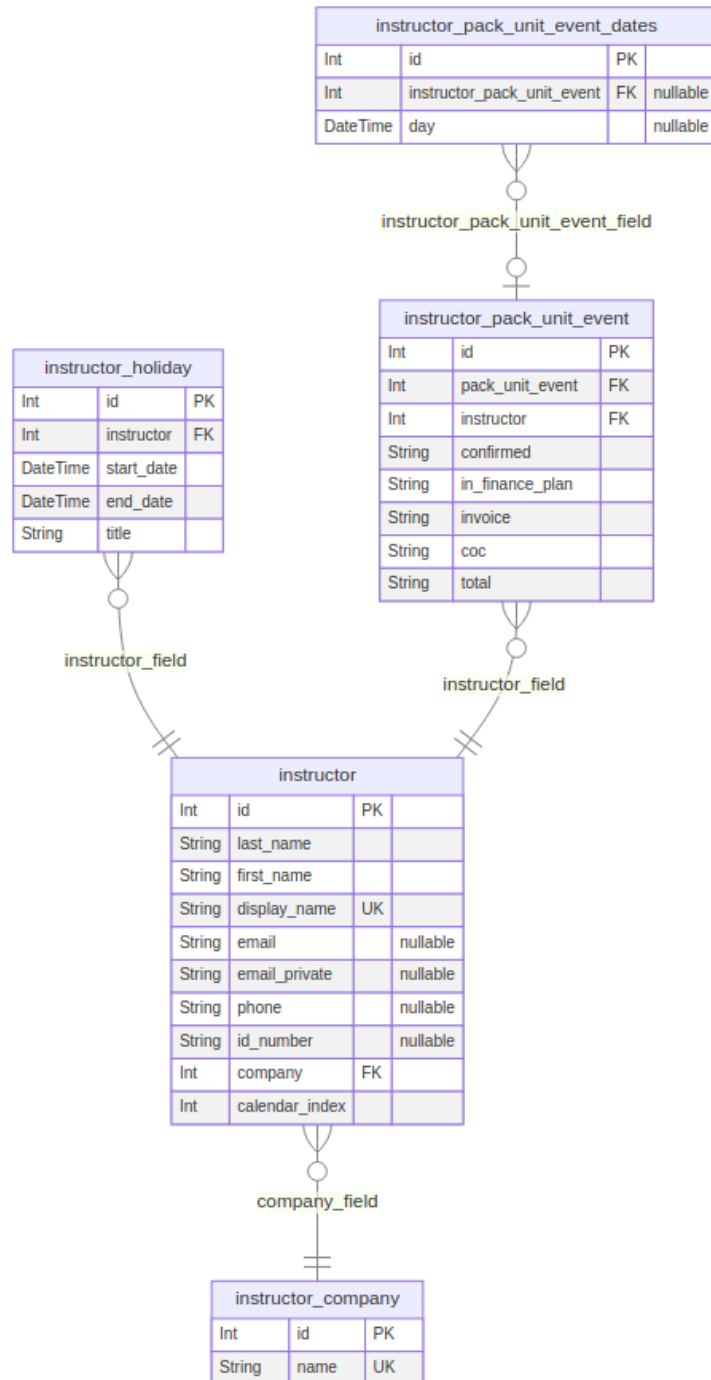 instructor_pack_unit_event_dates
Int id PK
Int instructor_pack_unit_event FK nullable
DateTime day nullable
instructor_pack_unit_event_field
instructor_pack_unit_event
Int id PK
Int pack_unit_event FK
Int instructor FK
String confirmed
String in_finance_plan
String invoice
String coc
String total
instructor_holiday
Int id PK
Int instructor FK
DateTime start_date
DateTime end_date
String title
instructor_field
instructor_field
instructor
Int id PK
String last_name
String first_name
String display_name UK
String email nullable
String email_private nullable
String phone nullable
String id_number nullable
Int company FK
Int calendar_index
company_field
instructor_company
Int id PK
String name UK